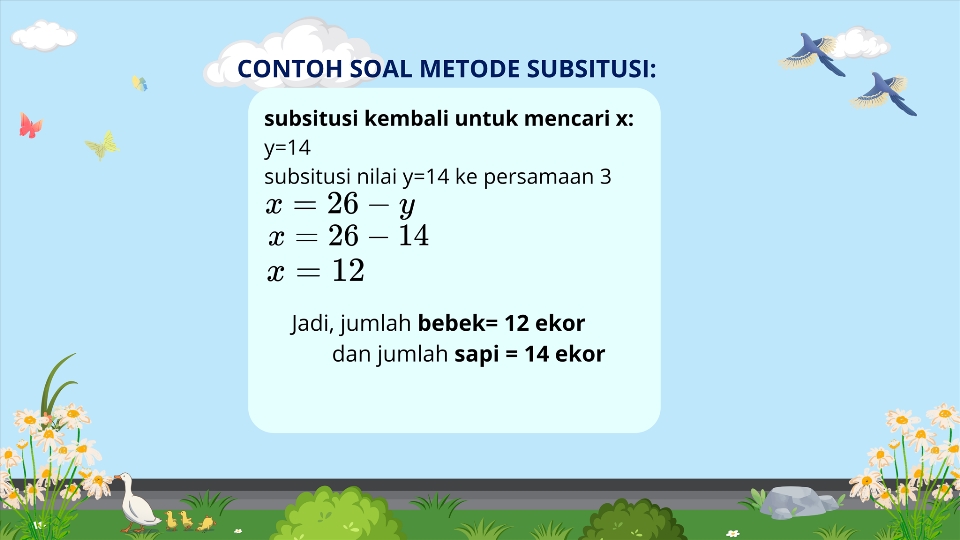 CONTOH SOAL METODE SUBSITUSI:
subsitusi kembali untuk mencari x:
y=14
subsitusi nilai y=14 ke persamaan 3
x = 26 − y
x = 26 − 14
x = 12
Jadi, jumlah bebek= 12 ekor
dan jumlah sapi = 14 ekor